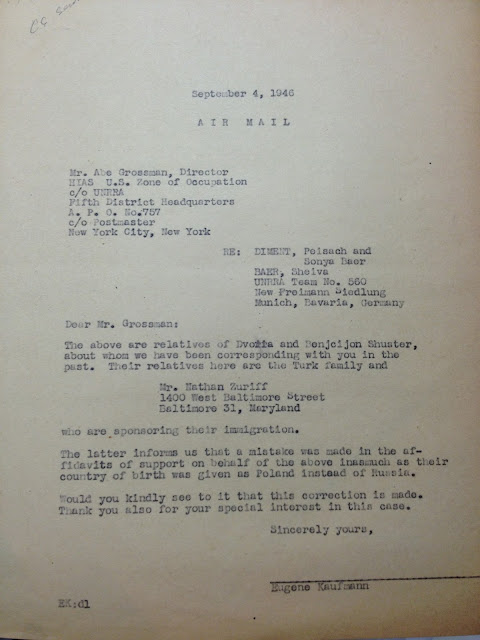 CC
September 4, 1946
A I R   M A I L
Mr. Abe Grossman, Director
HIAS  U.S. Zone of Occupation
c/o UNRRA
Fifth District Headquarters
A. P. O. No.757
c/o Postmaster
New York City, New York
RE:  DIMENT, Peisach and
Sonya Baer
BAER, Sheiva
UNRRA Team No. 560
New Freimann Siedlung
Munich, Bavaria, Germany
Dear Mr. Grossman:
The above are relatives of Dvoira and Benjcijon Shuster,
about whom we have been corresponding with you in the
past.  Their relatives here are the Turk family and
Mr. Nathan Zuriff
1400 West Baltimore Street
Baltimore 31, Maryland
who are sponsoring their immigration.
The latter informs us that a mistake was made in the af-
fidavits of support on behalf of the above inasmuch as their
country of birth was given as Poland instead of Russia.
Would you kindly see to it that this correction is made.
Thank you also for your special interest in this case.
Sincerely yours,
Eugene Kaufmann
EK:dl